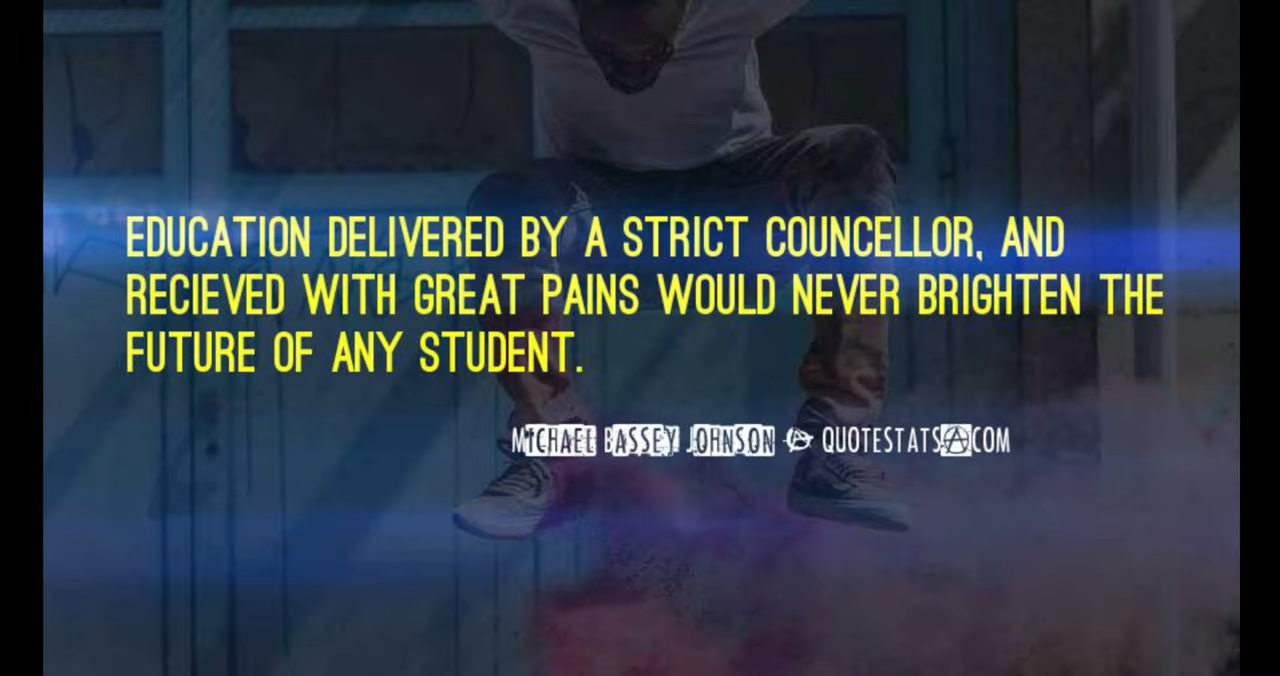 EDUCATION DELIVERED BY A STRICT COUNCELLOR, AND
RECIEVED WITH GREAT PAINS WOULD NEVER BRIGHTEN THE
FUTURE OF ANY STUDENT.
MICHAEL BASSEY JOHNSON QUOTESTATS.COM